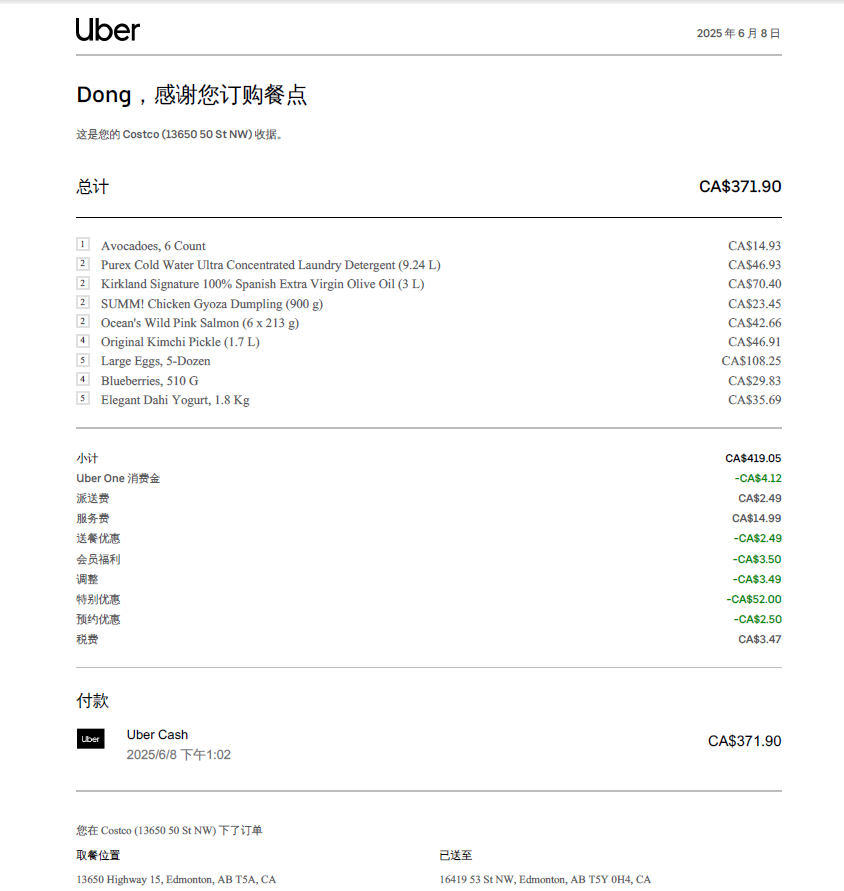 Uber 2025 年 6 月 8 日
Dong，感谢您订购餐点
这是您的 Costco (13650 50 St NW) 收据。
总计 CA$371.90
1 Avocadoes, 6 Count CA$14.93
2 Purex Cold Water Ultra Concentrated Laundry Detergent (9.24 L) CA$46.93
2 Kirkland Signature 100% Spanish Extra Virgin Olive Oil (3 L) CA$70.40
2 SUMM! Chicken Gyoza Dumpling (900 g) CA$23.45
2 Ocean's Wild Pink Salmon (6 x 213 g) CA$42.66
4 Original Kimchi Pickle (1.7 L) CA$46.91
5 Large Eggs, 5-Dozen CA$108.25
4 Blueberries, 510 G CA$29.83
5 Elegant Dahi Yogurt, 1.8 Kg CA$35.69
小计 CA$419.05
Uber One 消费金 -CA$4.12
派送费 CA$2.49
服务费 CA$14.99
送餐优惠 -CA$2.49
会员福利 -CA$3.50
调整 -CA$3.49
特别优惠 -CA$52.00
预约优惠 -CA$2.50
税费 CA$3.47
付款
Uber Uber Cash CA$371.90
2025/6/8 下午1:02
您在 Costco (13650 50 St NW) 下了订单
取餐位置 已送至
13650 Highway 15, Edmonton, AB T5A, CA 16419 53 St NW, Edmonton, AB T5Y 0H4, CA